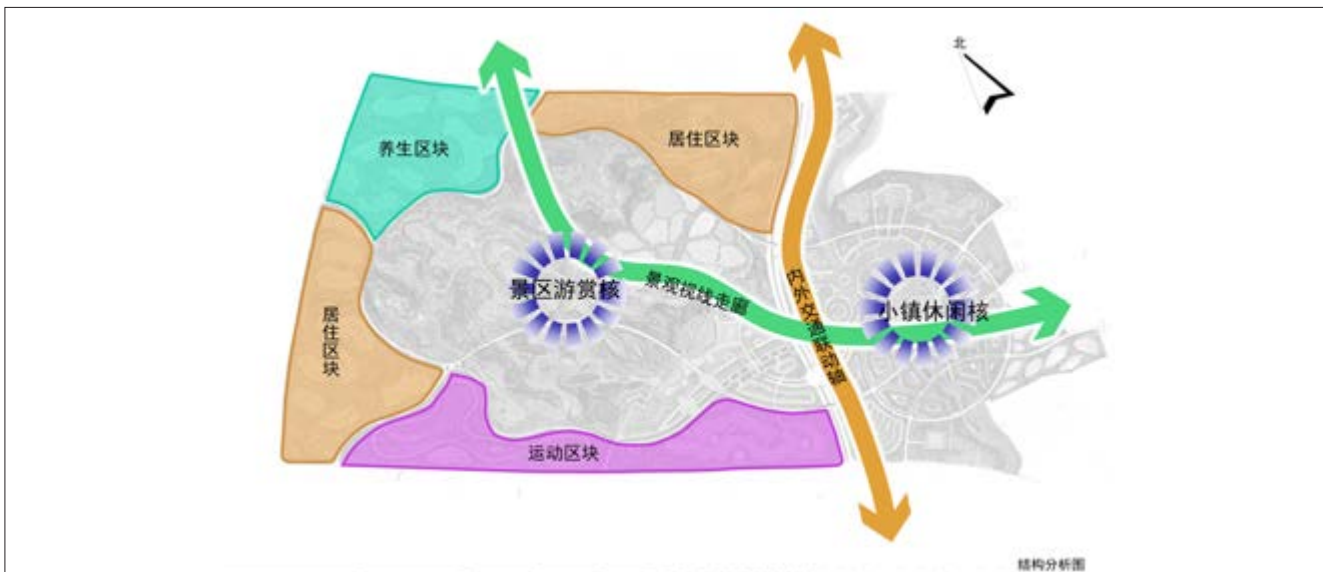 北
居住区块
养生区块
景区游赏核
景观视线走廊
内外交通联动轴
小镇休闲核
居住区块
运动区块
结构分析图